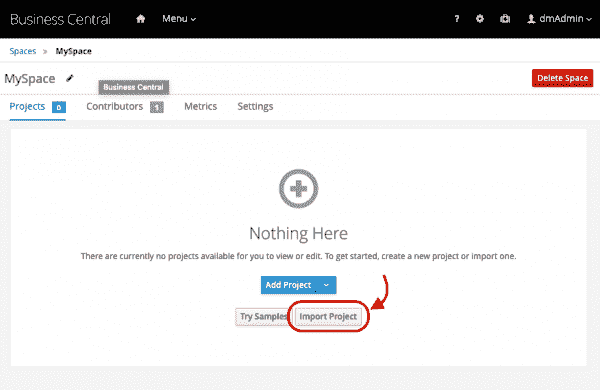 Business Central Menu ? dmAdmin
Spaces » MySpace
MySpace Delete Space
Business Central
Projects 0 Contributors 1 Metrics Settings
Nothing Here
There are currently no projects available for you to view or edit. To get started, create a new project or import one.
Add Project
Try Samples Import Project